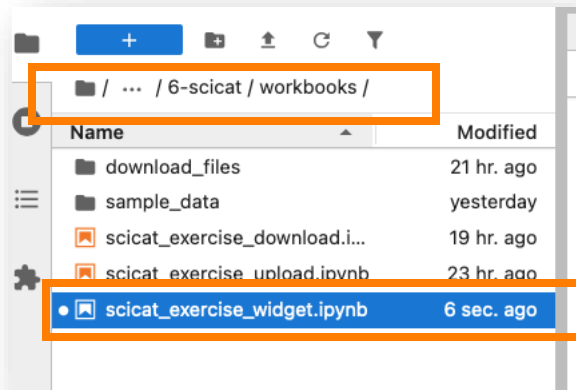 / ··· / 6-scicat / workbooks /
Name Modified
download_files 21 hr. ago
sample_data yesterday
scicat_exercise_download.i... 19 hr. ago
scicat_exercise_upload.ipynb 23 hr. ago
scicat_exercise_widget.ipynb 6 sec. ago